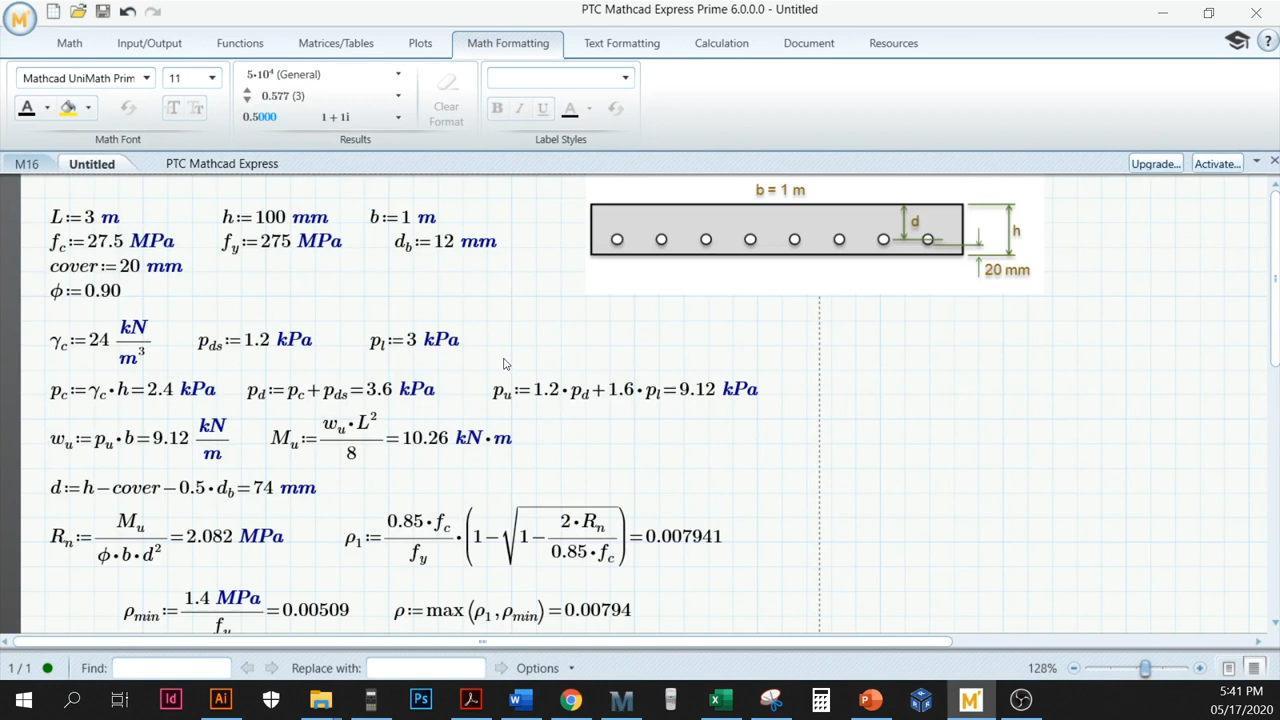 PTC Mathcad Express Prime 6.0.0.0 - Untitled
Math Input/Output Functions Matrices/Tables Plots Math Formatting Text Formatting Calculation Document Resources
Mathcad UniMath Prim 11
5·10⁴ (General)
0.577 (3)
0.5000 1 + 1i
Clear
Format
B I U A
Math Font Results Label Styles
M16 Untitled PTC Mathcad Express Upgrade... Activate...
b = 1 m
d
h
20 mm
L:=3 m h:=100 mm b:=1 m
f_c:=27.5 MPa f_y:=275 MPa d_b:=12 mm
cover:=20 mm
ϕ:=0.90
γ_c:=24 kN/m³ p_ds:=1.2 kPa p_l:=3 kPa
p_c:=γ_c·h=2.4 kPa p_d:=p_c+p_ds=3.6 kPa p_u:=1.2·p_d+1.6·p_l=9.12 kPa
w_u:=p_u·b=9.12 kN/m M_u:=w_u·L²/8=10.26 kN·m
d:=h−cover−0.5·d_b=74 mm
R_n:=M_u/(ϕ·b·d²)=2.082 MPa ρ_1:=0.85·f_c/f_y·(1−√(1−2·R_n/(0.85·f_c)))=0.007941
ρ_min:=1.4 MPa/f_y=0.00509 ρ:=max(ρ_1,ρ_min)=0.00794
1 / 1 Find: Replace with: Options 128%
5:41 PM
05/17/2020